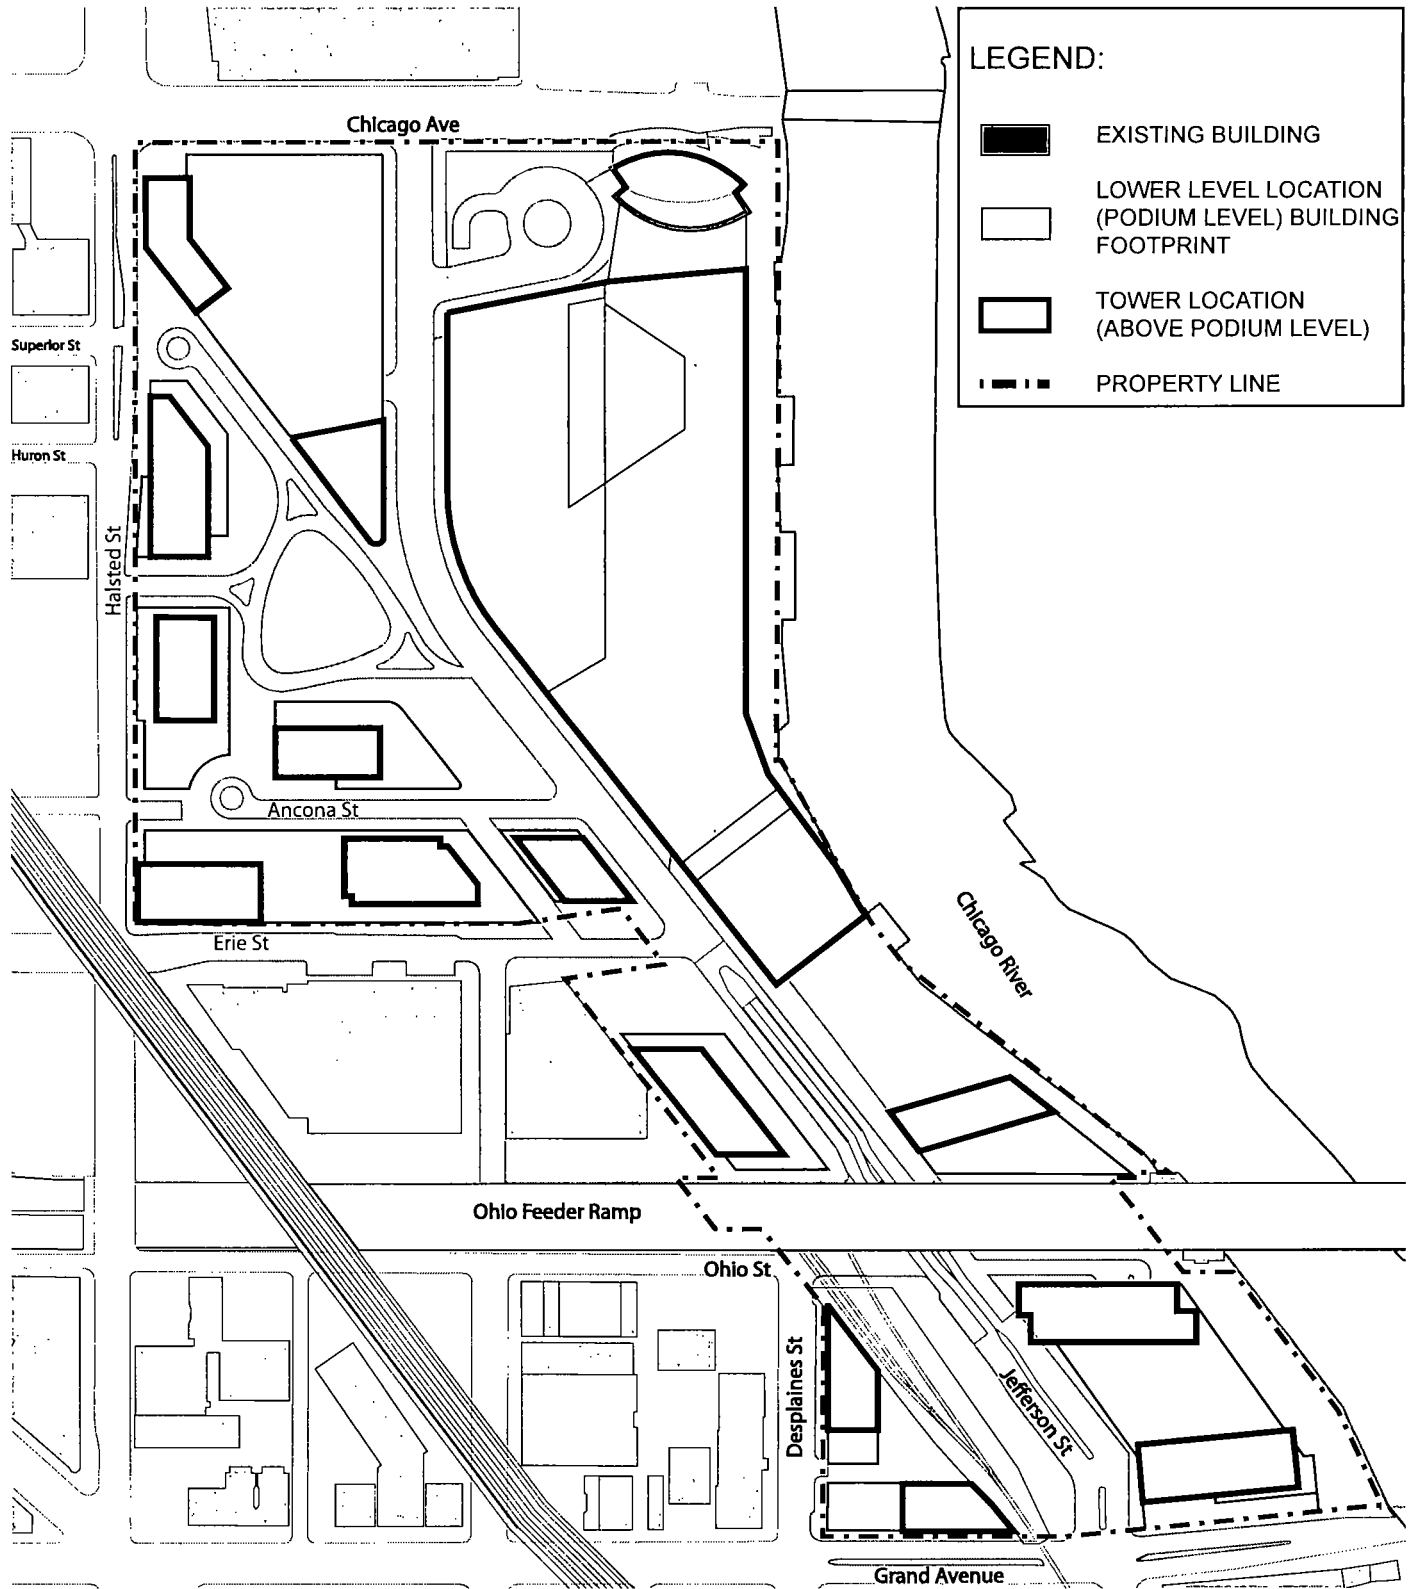 LEGEND:
EXISTING BUILDING
LOWER LEVEL LOCATION
(PODIUM LEVEL) BUILDING
FOOTPRINT
TOWER LOCATION
(ABOVE PODIUM LEVEL)
PROPERTY LINE
Chicago Ave
Superior St
Huron St
Halsted St
Ancona St
Erie St
Chicago River
Ohio Feeder Ramp
Ohio St
Desplaines St
Jefferson St
Grand Avenue